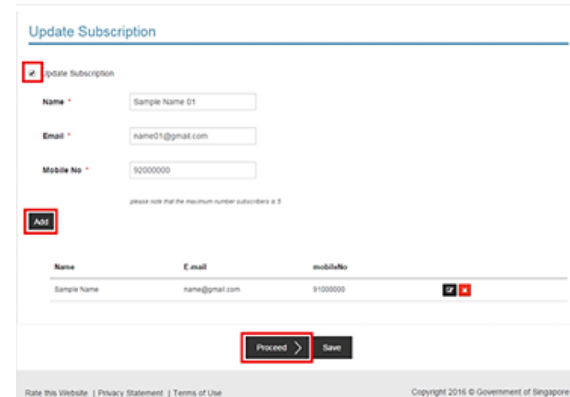 Update Subscription
Update Subscription
Name *
Sample Name 01
Email *
name01@gmail.com
Mobile No *
92000000
please note that the maximum number subscribers is 5
Add
Name E.mail mobileNo
Sample Name name@gmail.com 91000000
Proceed Save
Rate this Website | Privacy Statement | Terms of Use Copyright 2016 © Government of Singapore